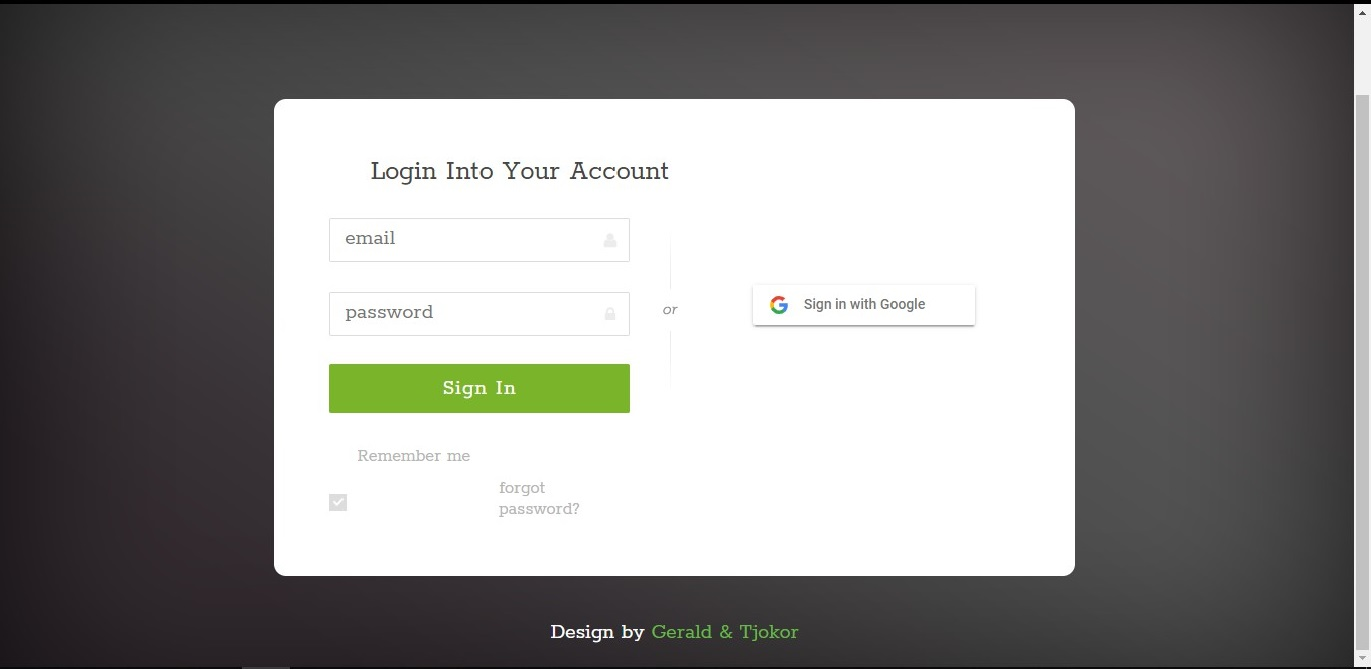 Login Into Your Account
email
password
or
Sign in with Google
Sign In
Remember me
forgot
password?
Design by Gerald & Tjokor